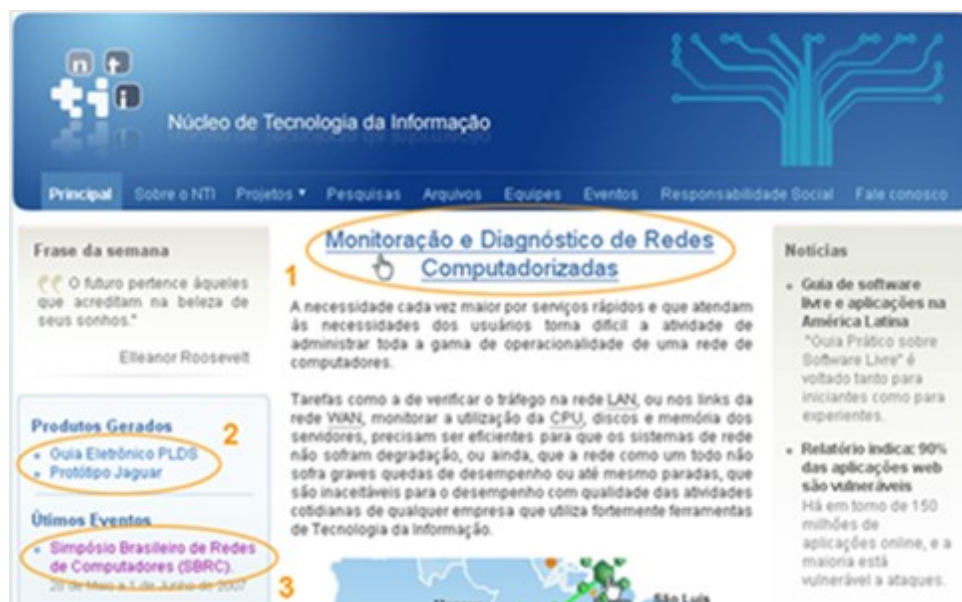 n t
ti i
Núcleo de Tecnologia da Informação
Principal Sobre o NTI Projetos ▾ Pesquisas Arquivos Equipes Eventos Responsabilidade Social Fale conosco
Frase da semana
O futuro pertence àqueles
que acreditam na beleza de
seus sonhos."
Elleanor Roosevelt
Produtos Gerados
2
Guia Eletrônico PLDS
Protótipo Jaguar
Útimos Eventos
Simpósio Brasileiro de Redes
de Computadores (SBRC).
28 de Maio a 1 de Junho de 2007
3
Monitoração e Diagnóstico de Redes
Computadorizadas
1
A necessidade cada vez maior por serviços rápidos e que atendam
às necessidades dos usuários torna difícil a atividade de
administrar toda a gama de operacionalidade de uma rede de
computadores.
Tarefas como a de verificar o tráfego na rede LAN, ou nos links da
rede WAN, monitorar a utilização da CPU, discos e memória dos
servidores, precisam ser eficientes para que os sistemas de rede
não sofram degradação, ou ainda, que a rede como um todo não
sofra graves quedas de desempenho ou até mesmo paradas, que
são inaceitáveis para o desempenho com qualidade das atividades
cotidianas de qualquer empresa que utiliza fortemente ferramentas
de Tecnologia da Informação.
São Luís
Notícias
Guia de software
livre e aplicações na
América Latina
"Guia Prático sobre
Software Livre" é
voltado tanto para
iniciantes como para
experientes.
Relatório indica: 90%
das aplicações web
são vulneráveis
Há em torno de 150
milhões de
aplicações online, e a
maioria está
vulnerável a ataques.